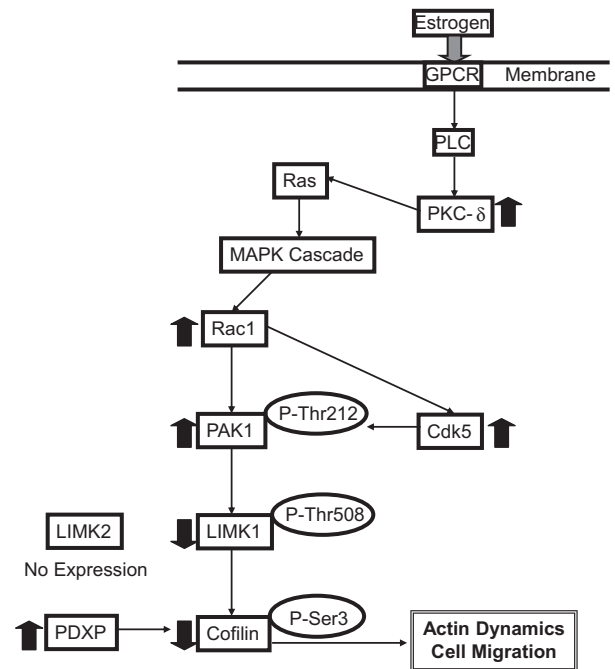 Estrogen
GPCR Membrane
PLC
Ras
PKC- δ
MAPK Cascade
Rac1
P-Thr212
PAK1
Cdk5
P-Thr508
LIMK2
LIMK1
No Expression
P-Ser3
PDXP
Cofilin
Actin Dynamics
Cell Migration